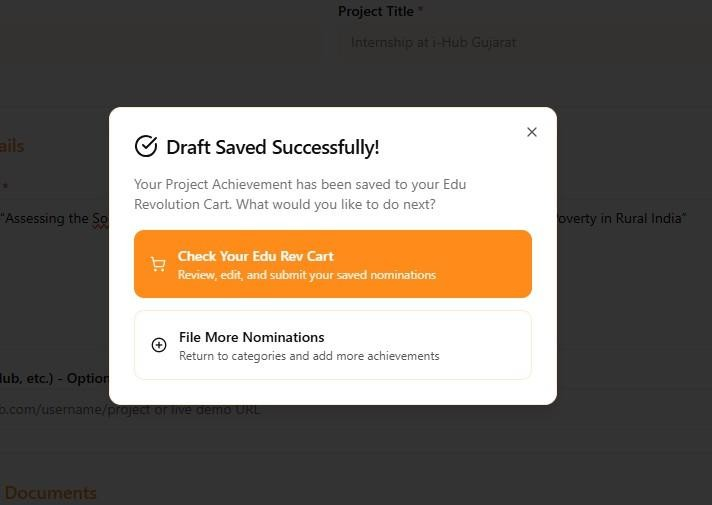 Project Title *
Internship at i-Hub Gujarat
Draft Saved Successfully!
ails
*
Your Project Achievement has been saved to your Edu
Revolution Cart. What would you like to do next?
"Assessing the So
Poverty in Rural India"
Check Your Edu Rev Cart
Review, edit, and submit your saved nominations
File More Nominations
Return to categories and add more achievements
Hub, etc.) - Option
b.com/username/project or live demo URL
Documents